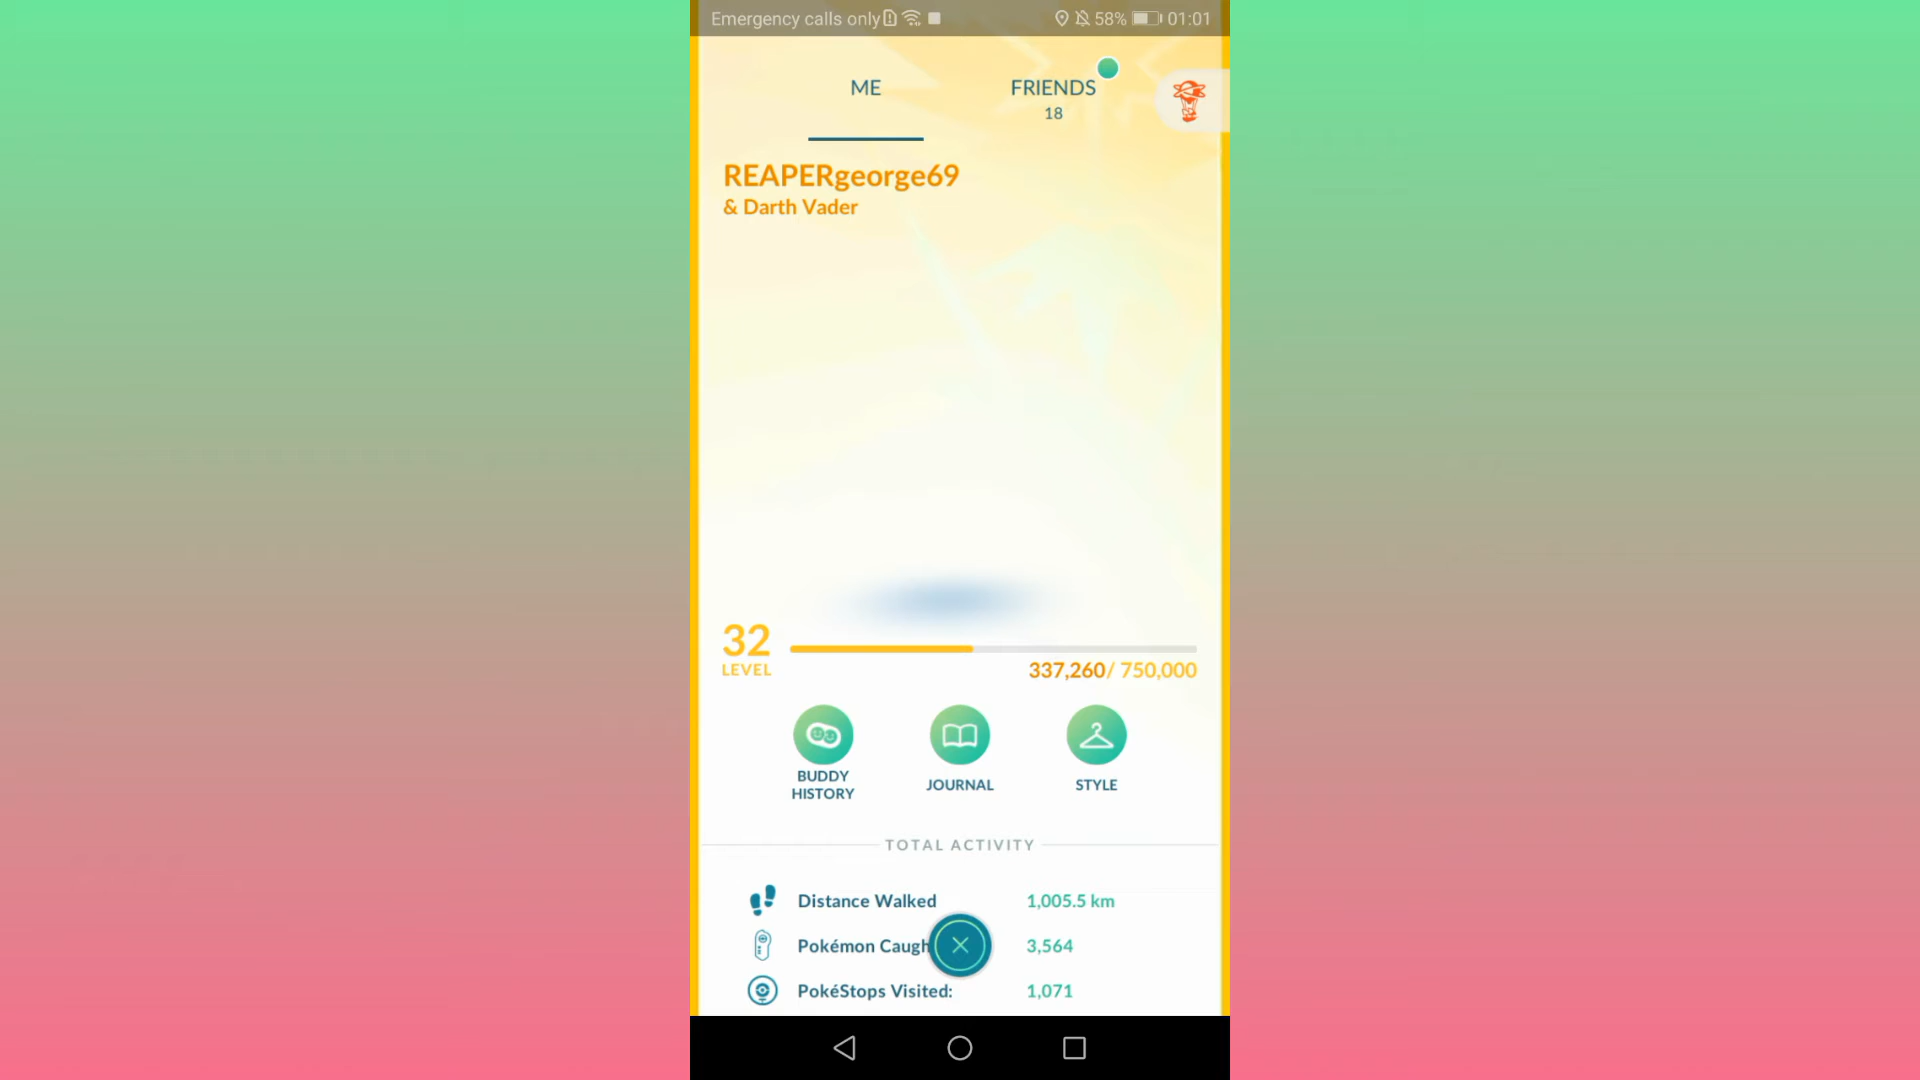 Emergency calls only 58% 01:01
ME
FRIENDS
18
REAPERgeorge69
& Darth Vader
32
LEVEL
337,260/ 750,000
BUDDY
HISTORY
JOURNAL
STYLE
TOTAL ACTIVITY
Distance Walked 1,005.5 km
Pokémon Caugh 3,564
PokéStops Visited: 1,071